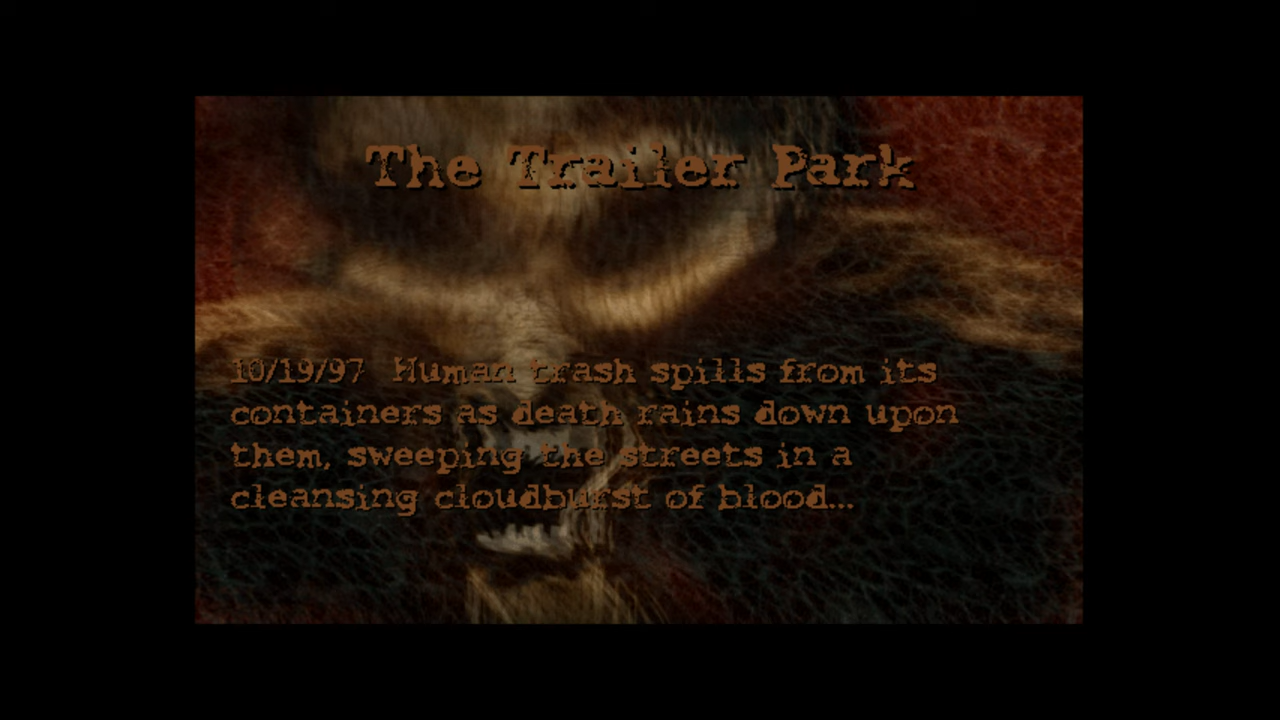 The Trailer Park
10/19/97 Human trash spills from its
containers as death rains down upon
them, sweeping the streets in a
cleansing cloudburst of blood...